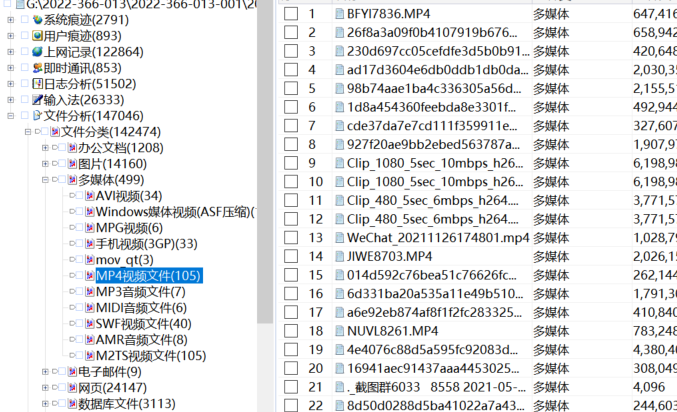 G:\2022-366-013\2022-366-013-001\20
系统痕迹(2791)
用户痕迹(893)
上网记录(122864)
即时通讯(853)
日志分析(51502)
输入法(26333)
文件分析(147046)
文件分类(142474)
办公文档(1208)
图片(14160)
多媒体(499)
AVI视频(34)
Windows媒体视频(ASF压缩)(
MPG视频(6)
手机视频(3GP)(33)
mov_qt(3)
MP4视频文件(105)
MP3音频文件(7)
MIDI音频文件(6)
SWF视频文件(40)
AMR音频文件(8)
M2TS视频文件(105)
电子邮件(9)
网页(24147)
数据库文件(3113)
1 BFYI7836.MP4 多媒体 647,416
2 26f8a3a09f0b4107919b676... 多媒体 658,942
3 230d697cc05cefdfe3d5b0b91... 多媒体 420,648
4 ad17d3604e6db0ddb1db0da... 多媒体 2,030,35
5 98b74aae1ba4c336305a56d... 多媒体 2,155,51
6 1d8a454360feebda8e3301f... 多媒体 492,944
7 cde37da7e7cd111f359911e... 多媒体 327,607
8 927f20ae9bb2ebed563787a... 多媒体 1,907,97
9 Clip_1080_5sec_10mbps_h26... 多媒体 6,198,98
10 Clip_1080_5sec_10mbps_h26... 多媒体 6,198,98
11 Clip_480_5sec_6mbps_h264.... 多媒体 3,771,57
12 Clip_480_5sec_6mbps_h264.... 多媒体 3,771,57
13 WeChat_20211126174801.mp4 多媒体 1,028,79
14 JIWE8703.MP4 多媒体 2,026,15
15 014d592c76bea51c76626fc... 多媒体 262,144
16 6d331ba20a535a11e49b510... 多媒体 1,791,30
17 a6e92eb874af8f1f2fc283325... 多媒体 410,840
18 NUVL8261.MP4 多媒体 783,248
19 4e4076c88d5a595fc92083d... 多媒体 4,380,40
20 16941aec91437aaa4453025... 多媒体 308,049
21 ._截图群6033 8558 2021-05-... 多媒体 4,096
22 8d50d0288d5ba41022a7a43... 多媒体 244,603